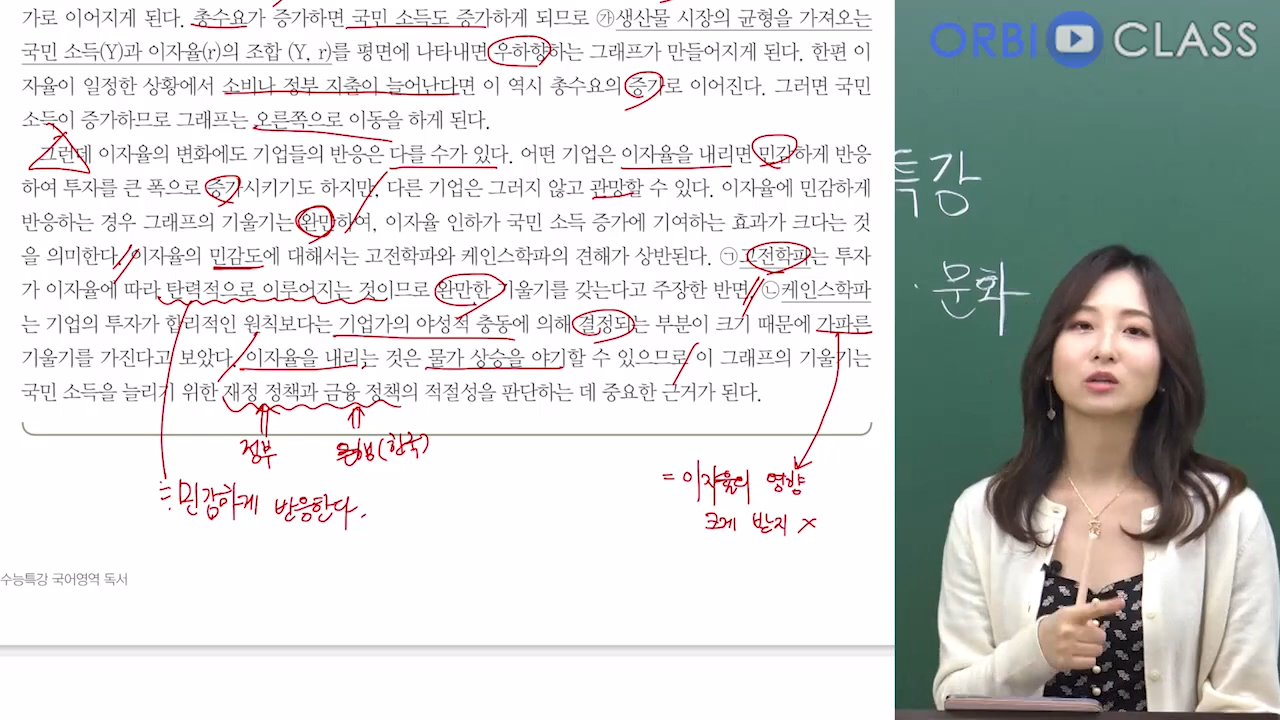 가로 이어지게 된다. 총수요가 증가하면 국민 소득도 증가하게 되므로 ㉮생산물 시장의 균형을 가져오는
국민 소득(Y)과 이자율(r)의 조합 (Y, r)를 평면에 나타내면 우하향하는 그래프가 만들어지게 된다. 한편 이
자율이 일정한 상황에서 소비나 정부 지출이 늘어난다면 이 역시 총수요의 증가로 이어진다. 그러면 국민
소득이 증가하므로 그래프는 오른쪽으로 이동을 하게 된다.
그런데 이자율의 변화에도 기업들의 반응은 다를 수가 있다. 어떤 기업은 이자율을 내리면 민감하게 반응
하여 투자를 큰 폭으로 증가시키기도 하지만, 다른 기업은 그러지 않고 관망할 수 있다. 이자율에 민감하게
반응하는 경우 그래프의 기울기는 완만하여, 이자율 인하가 국민 소득 증가에 기여하는 효과가 크다는 것
을 의미한다. 이자율의 민감도에 대해서는 고전학파와 케인스학파의 견해가 상반된다. ㉠고전학파는 투자
가 이자율에 따라 탄력적으로 이루어지는 것이므로 완만한 기울기를 갖는다고 주장한 반면, ㉡케인스학파
는 기업의 투자가 합리적인 원칙보다는 기업가의 야성적 충동에 의해 결정되는 부분이 크기 때문에 가파른
기울기를 가진다고 보았다. 이자율을 내리는 것은 물가 상승을 야기할 수 있으므로 이 그래프의 기울기는
국민 소득을 늘리기 위한 재정 정책과 금융 정책의 적절성을 판단하는 데 중요한 근거가 된다.
정부
은행(한국)
= 민감하게 반응한다.
= 이자율의 영향
크게 받지 x
수능특강 국어영역 독서
ORBI CLASS
특강
· 문화